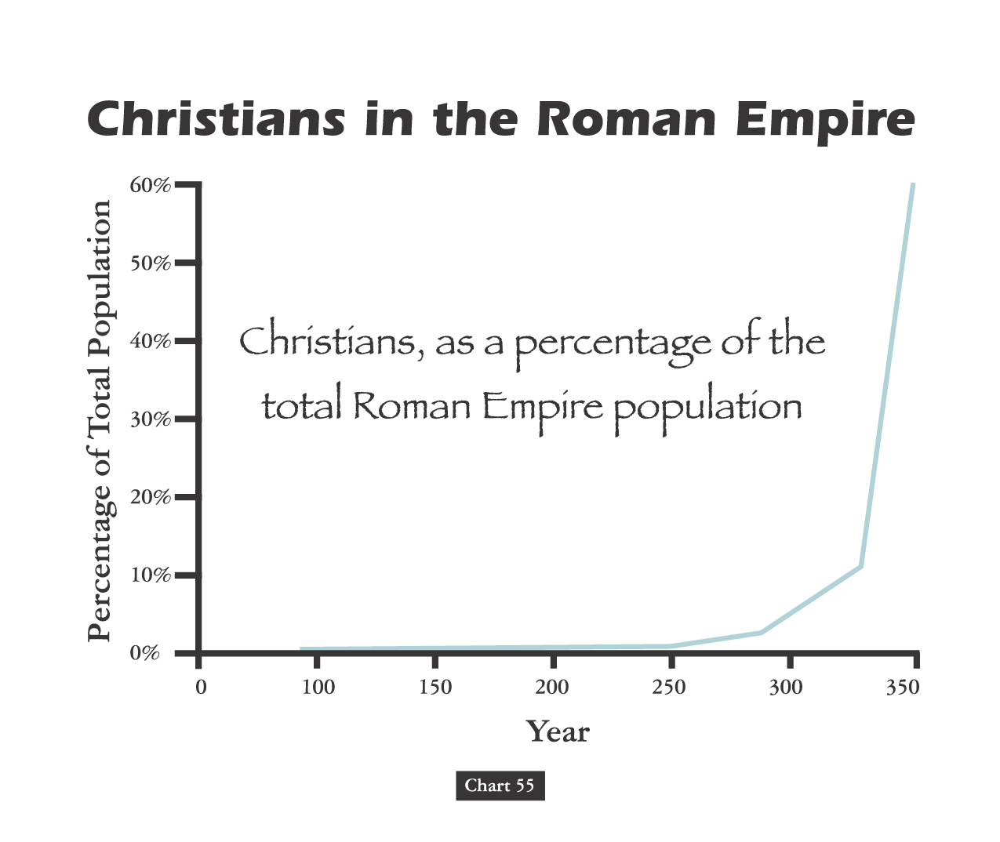 Christians in the Roman Empire
60%
50%
40%
30%
20%
10%
0%
Percentage of Total Population
Christians, as a percentage of the
total Roman Empire population
0 100 150 200 250 300 350
Year
Chart 55